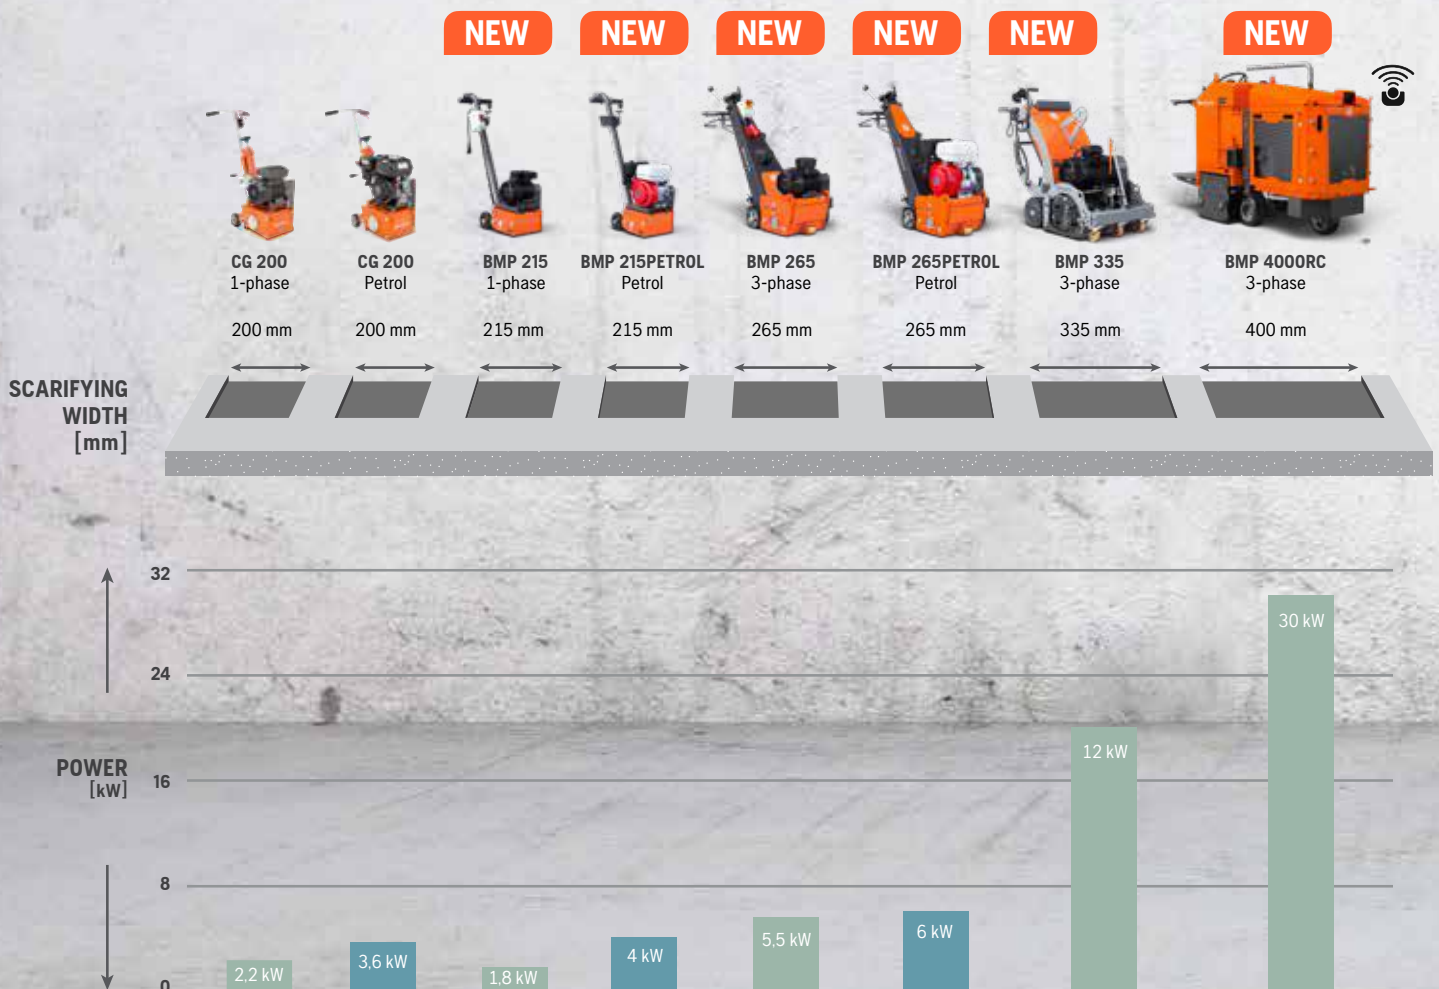 NEW NEW NEW NEW NEW NEW
CG 200 CG 200 BMP 215 BMP 215PETROL BMP 265 BMP 265PETROL BMP 335 BMP 4000RC
1-phase Petrol 1-phase Petrol 3-phase Petrol 3-phase 3-phase
200 mm 200 mm 215 mm 215 mm 265 mm 265 mm 335 mm 400 mm
SCARIFYING
WIDTH
[mm]
32
30 kW
24
12 kW
POWER
[kW]
16
8
6 kW
5,5 kW
4 kW
3,6 kW
2,2 kW
1,8 kW
0